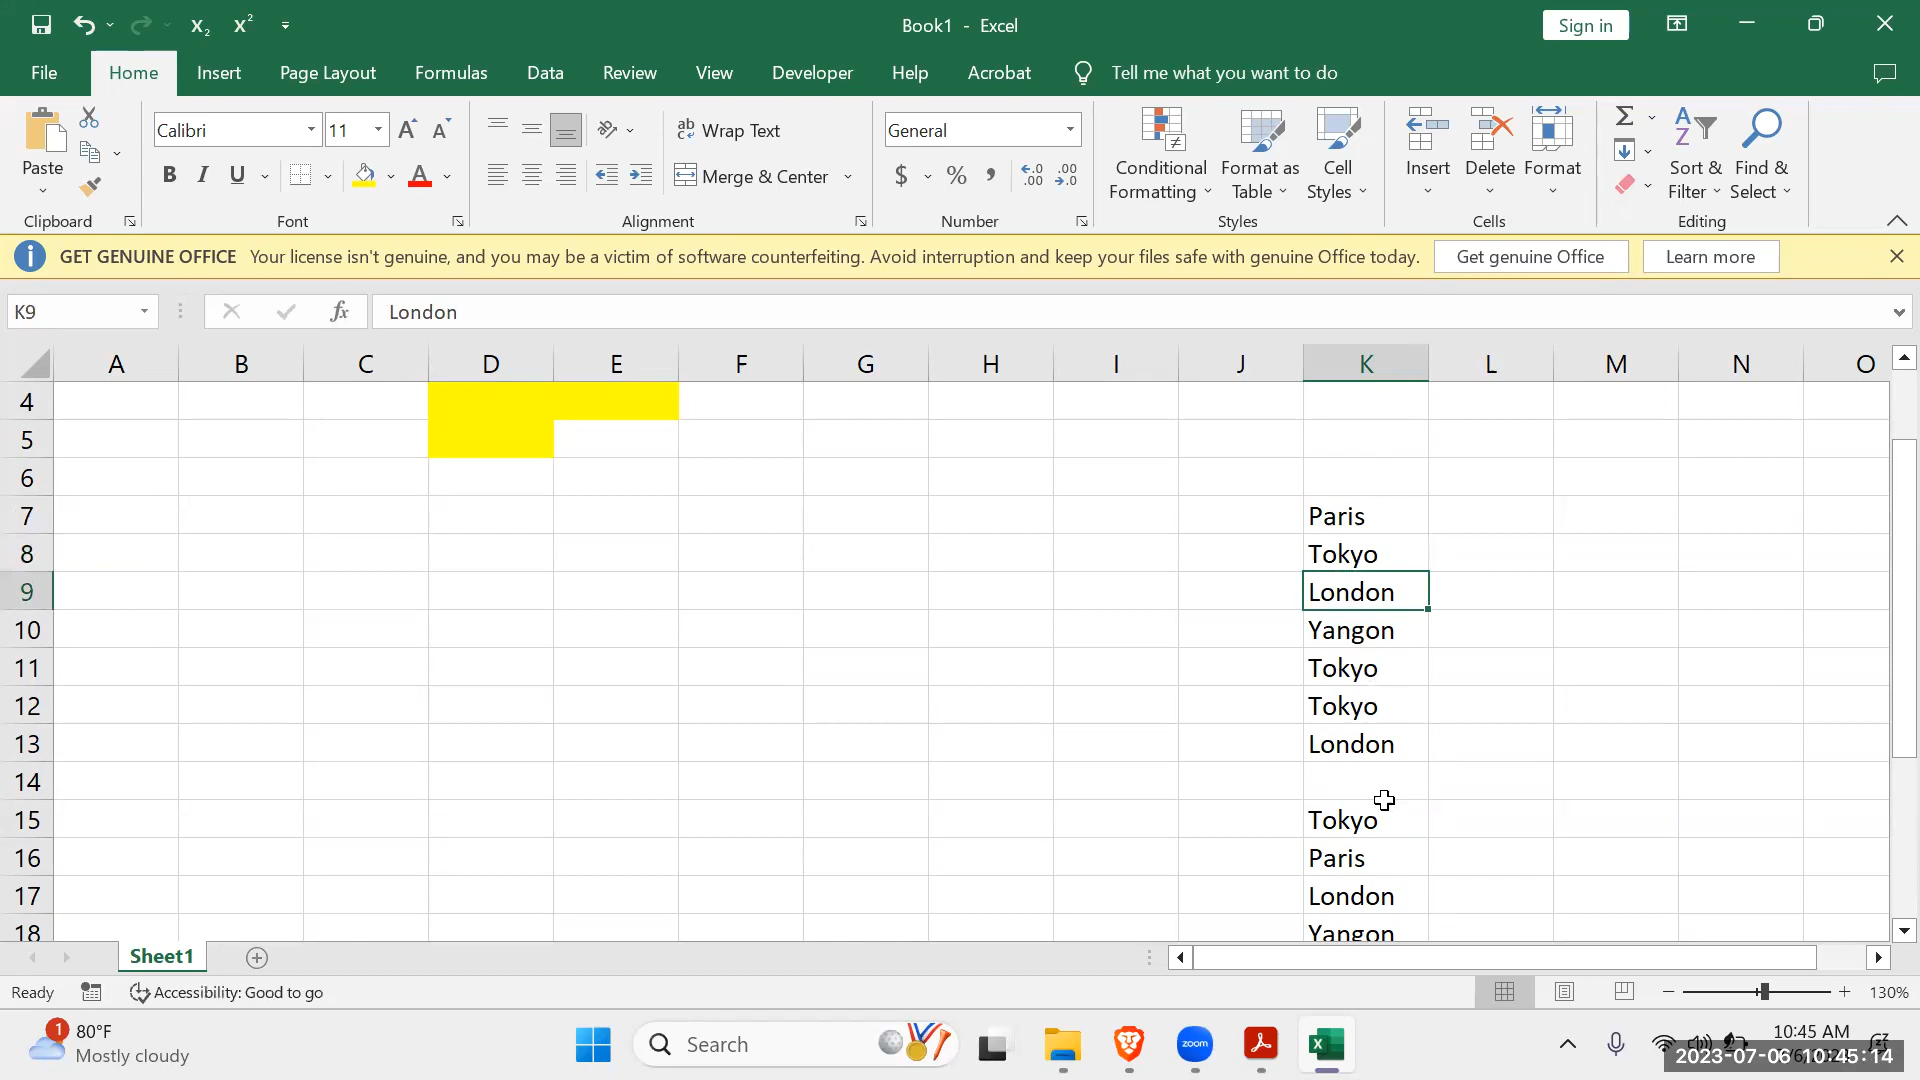 Book1 - Excel
Sign in
File Home Insert Page Layout Formulas Data Review View Developer Help Acrobat Tell me what you want to do
Paste
Clipboard
Calibri 11
B I U A
Font
ab Wrap Text
Merge & Center
Alignment
General
$ % , .00
Number
Conditional Formatting
Format as Table
Cell Styles
Styles
Insert Delete Format
Cells
Sort & Filter
Find & Select
Editing
GET GENUINE OFFICE Your license isn't genuine, and you may be a victim of software counterfeiting. Avoid interruption and keep your files safe with genuine Office today. Get genuine Office Learn more
K9 fx London
A B C D E F G H I J K L M N O
4
5
6
7 Paris
8 Tokyo
9 London
10 Yangon
11 Tokyo
12 Tokyo
13 London
14
15 Tokyo
16 Paris
17 London
18 Yangon
Sheet1
Ready Accessibility: Good to go 130%
1 80°F
Mostly cloudy
Search
zoom
10:45 AM
2023-07-06 10:45:14